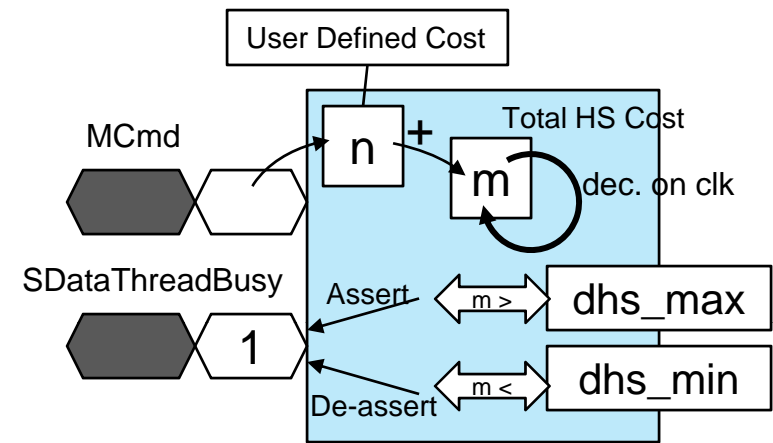 User Defined Cost
MCmd
n
+
Total HS Cost
m
dec. on clk
SDataThreadBusy
Assert
m >
dhs_max
1
De-assert
m <
dhs_min